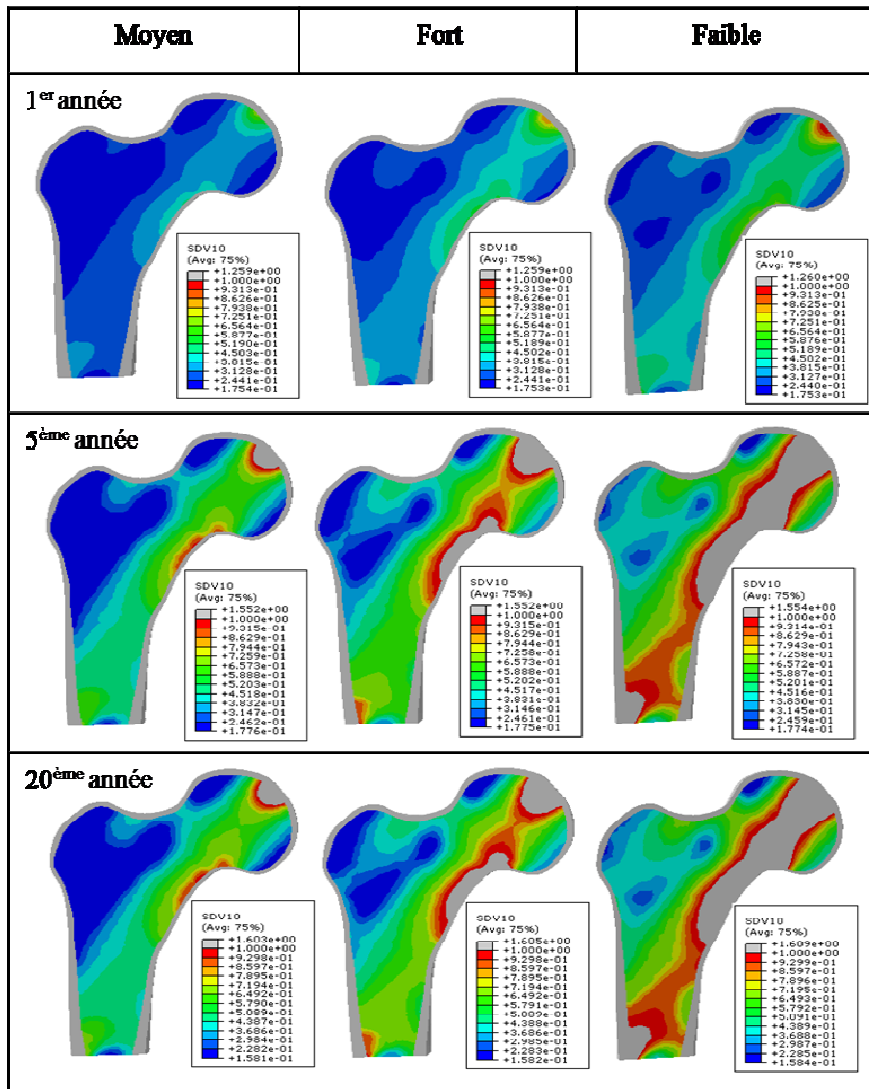 Moyen
Fort
Faible
1er année
SDV10
(Avg: 75%)
+1.259e+00
+1.000e+00
+9.313e-01
+8.626e-01
+7.938e-01
+7.251e-01
+6.564e-01
+5.877e-01
+5.190e-01
+4.503e-01
+3.815e-01
+3.128e-01
+2.441e-01
+1.754e-01
SDV10
(Avg: 75%)
+1.259e+00
+1.000e+00
+9.313e-01
+8.626e-01
+7.938e-01
+7.251e-01
+6.564e-01
+5.877e-01
+5.189e-01
+4.502e-01
+3.815e-01
+3.128e-01
+2.441e-01
+1.753e-01
SDV10
(Avg: 75%)
+1.260e+00
+1.000e+00
+9.313e-01
+8.625e-01
+7.938e-01
+7.251e-01
+6.564e-01
+5.876e-01
+5.189e-01
+4.502e-01
+3.815e-01
+3.127e-01
+2.440e-01
+1.753e-01
5ème année
SDV10
(Avg: 75%)
+1.552e+00
+1.000e+00
+9.315e-01
+8.629e-01
+7.944e-01
+7.259e-01
+6.573e-01
+5.888e-01
+5.203e-01
+4.518e-01
+3.832e-01
+3.147e-01
+2.462e-01
+1.776e-01
SDV10
(Avg: 75%)
+1.552e+00
+1.000e+00
+9.315e-01
+8.629e-01
+7.944e-01
+7.258e-01
+6.573e-01
+5.888e-01
+5.202e-01
+4.517e-01
+3.831e-01
+3.146e-01
+2.461e-01
+1.775e-01
SDV10
(Avg: 75%)
+1.554e+00
+1.000e+00
+9.314e-01
+8.629e-01
+7.943e-01
+7.258e-01
+6.572e-01
+5.887e-01
+5.201e-01
+4.516e-01
+3.830e-01
+3.145e-01
+2.459e-01
+1.774e-01
20ème année
SDV10
(Avg: 75%)
+1.603e+00
+1.000e+00
+9.298e-01
+8.597e-01
+7.895e-01
+7.194e-01
+6.492e-01
+5.790e-01
+5.089e-01
+4.387e-01
+3.686e-01
+2.984e-01
+2.282e-01
+1.581e-01
SDV10
(Avg: 75%)
+1.605e+00
+1.000e+00
+9.298e-01
+8.597e-01
+7.895e-01
+7.194e-01
+6.492e-01
+5.791e-01
+5.089e-01
+4.388e-01
+3.686e-01
+2.985e-01
+2.283e-01
+1.582e-01
SDV10
(Avg: 75%)
+1.609e+00
+1.000e+00
+9.299e-01
+8.597e-01
+7.896e-01
+7.195e-01
+6.493e-01
+5.792e-01
+5.091e-01
+4.389e-01
+3.688e-01
+2.987e-01
+2.285e-01
+1.584e-01